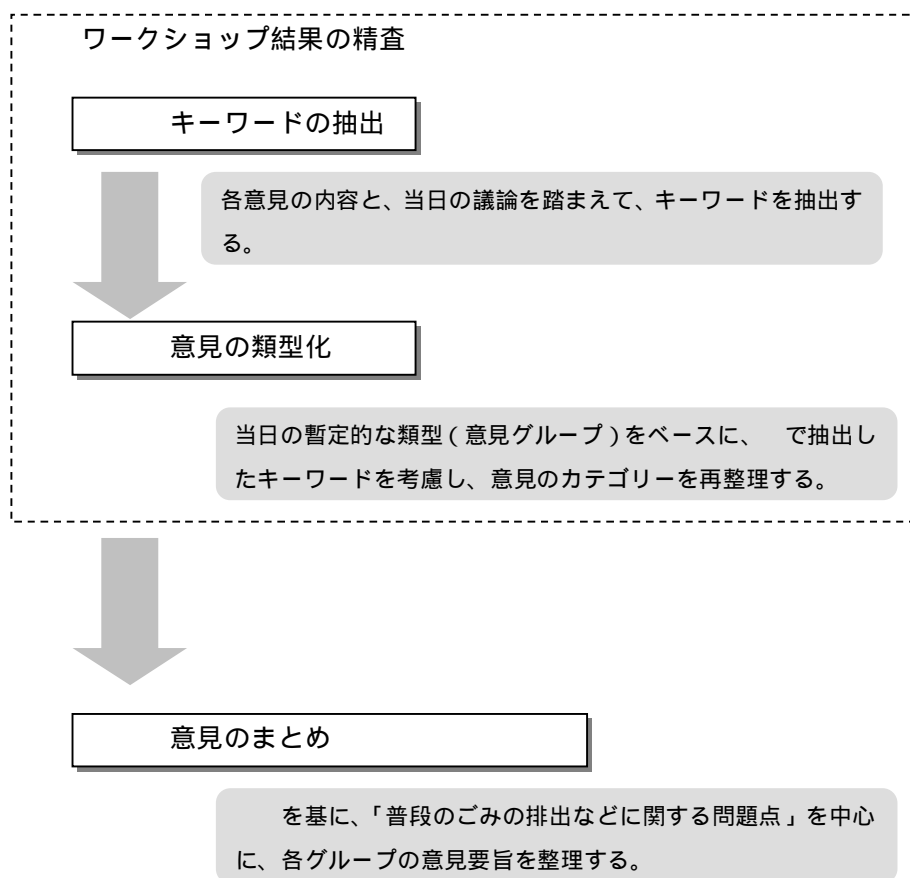 ワークショップ結果の精査
キーワードの抽出
各意見の内容と、当日の議論を踏まえて、キーワードを抽出す
る。
意見の類型化
当日の暫定的な類型(意見グループ)をベースに、　で抽出し
たキーワードを考慮し、意見のカテゴリーを再整理する。
意見のまとめ
を基に、「普段のごみの排出などに関する問題点」を中心
に、各グループの意見要旨を整理する。